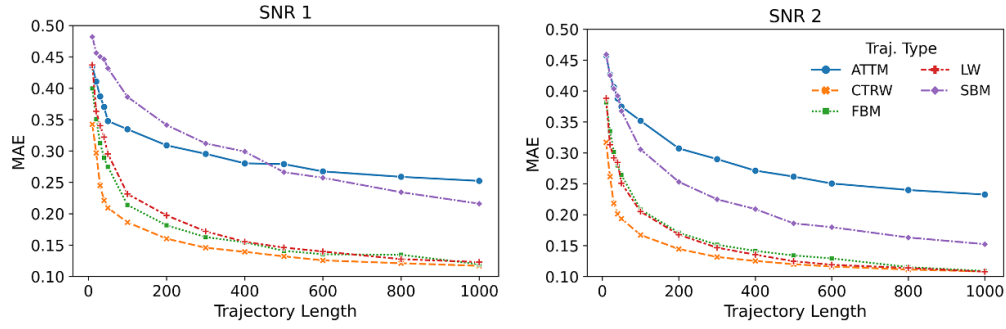 SNR 1
MAE
0.50
0.45
0.40
0.35
0.30
0.25
0.20
0.15
0.10
0 200 400 600 800 1000
Trajectory Length
SNR 2
MAE
0.50
0.45
0.40
0.35
0.30
0.25
0.20
0.15
0.10
Traj. Type
ATTM LW
CTRW SBM
FBM
0 200 400 600 800 1000
Trajectory Length